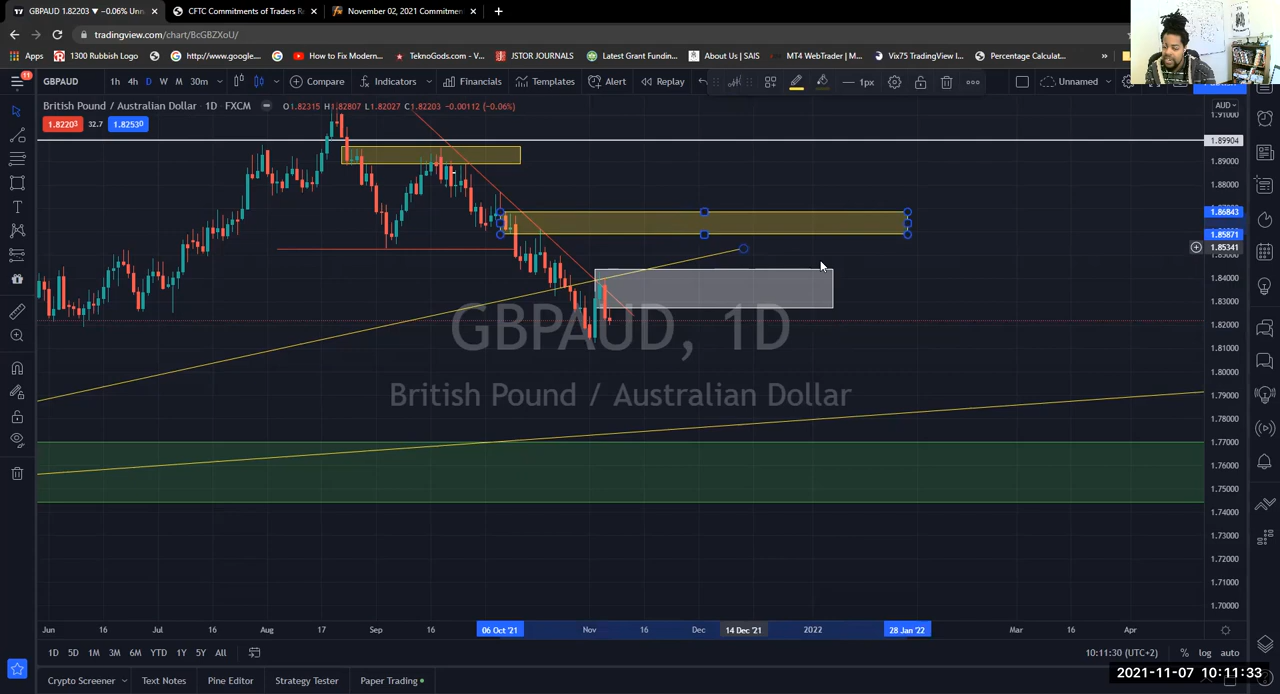 GBPAUD 1.82203 ▼ −0.06% Unn
CFTC Commitments of Traders R
November 02, 2021 Commitment
tradingview.com/chart/BcGBZXoU/
Apps
1300 Rubbish Logo
http://www.google....
How to Fix Modern...
TeknoGods.com - V...
JSTOR JOURNALS
Latest Grant Fundin...
About Us | SAIS
MT4 WebTrader | M...
Vix75 TradingView I...
Percentage Calculat...
11
GBPAUD
1h 4h D W M 30m
Compare
Indicators
Financials
Templates
Alert
Replay
1px
Unnamed
British Pound / Australian Dollar · 1D · FXCM
O1.82315 H1.82807 L1.82027 C1.82203 −0.00112 (−0.06%)
1.82203 32.7 1.82530
AUD
1.91000
1.89904
1.89000
1.88000
1.87000
1.86843
1.85871
1.85341
1.84000
1.83000
1.82000
1.81000
1.80000
1.79000
1.78000
1.77000
1.76000
1.75000
1.74000
1.73000
1.72000
1.71000
1.70000
GBPAUD, 1D
British Pound / Australian Dollar
Jun 16 Jul 16 Aug 17 Sep 16 06 Oct '21 Nov 16 Dec 14 Dec '21 2022 28 Jan '22 Mar 16 Apr
1D 5D 1M 3M 6M YTD 1Y 5Y All
10:11:30 (UTC+2)
% log auto
Crypto Screener
Text Notes
Pine Editor
Strategy Tester
Paper Trading
2021-11-07 10:11:33